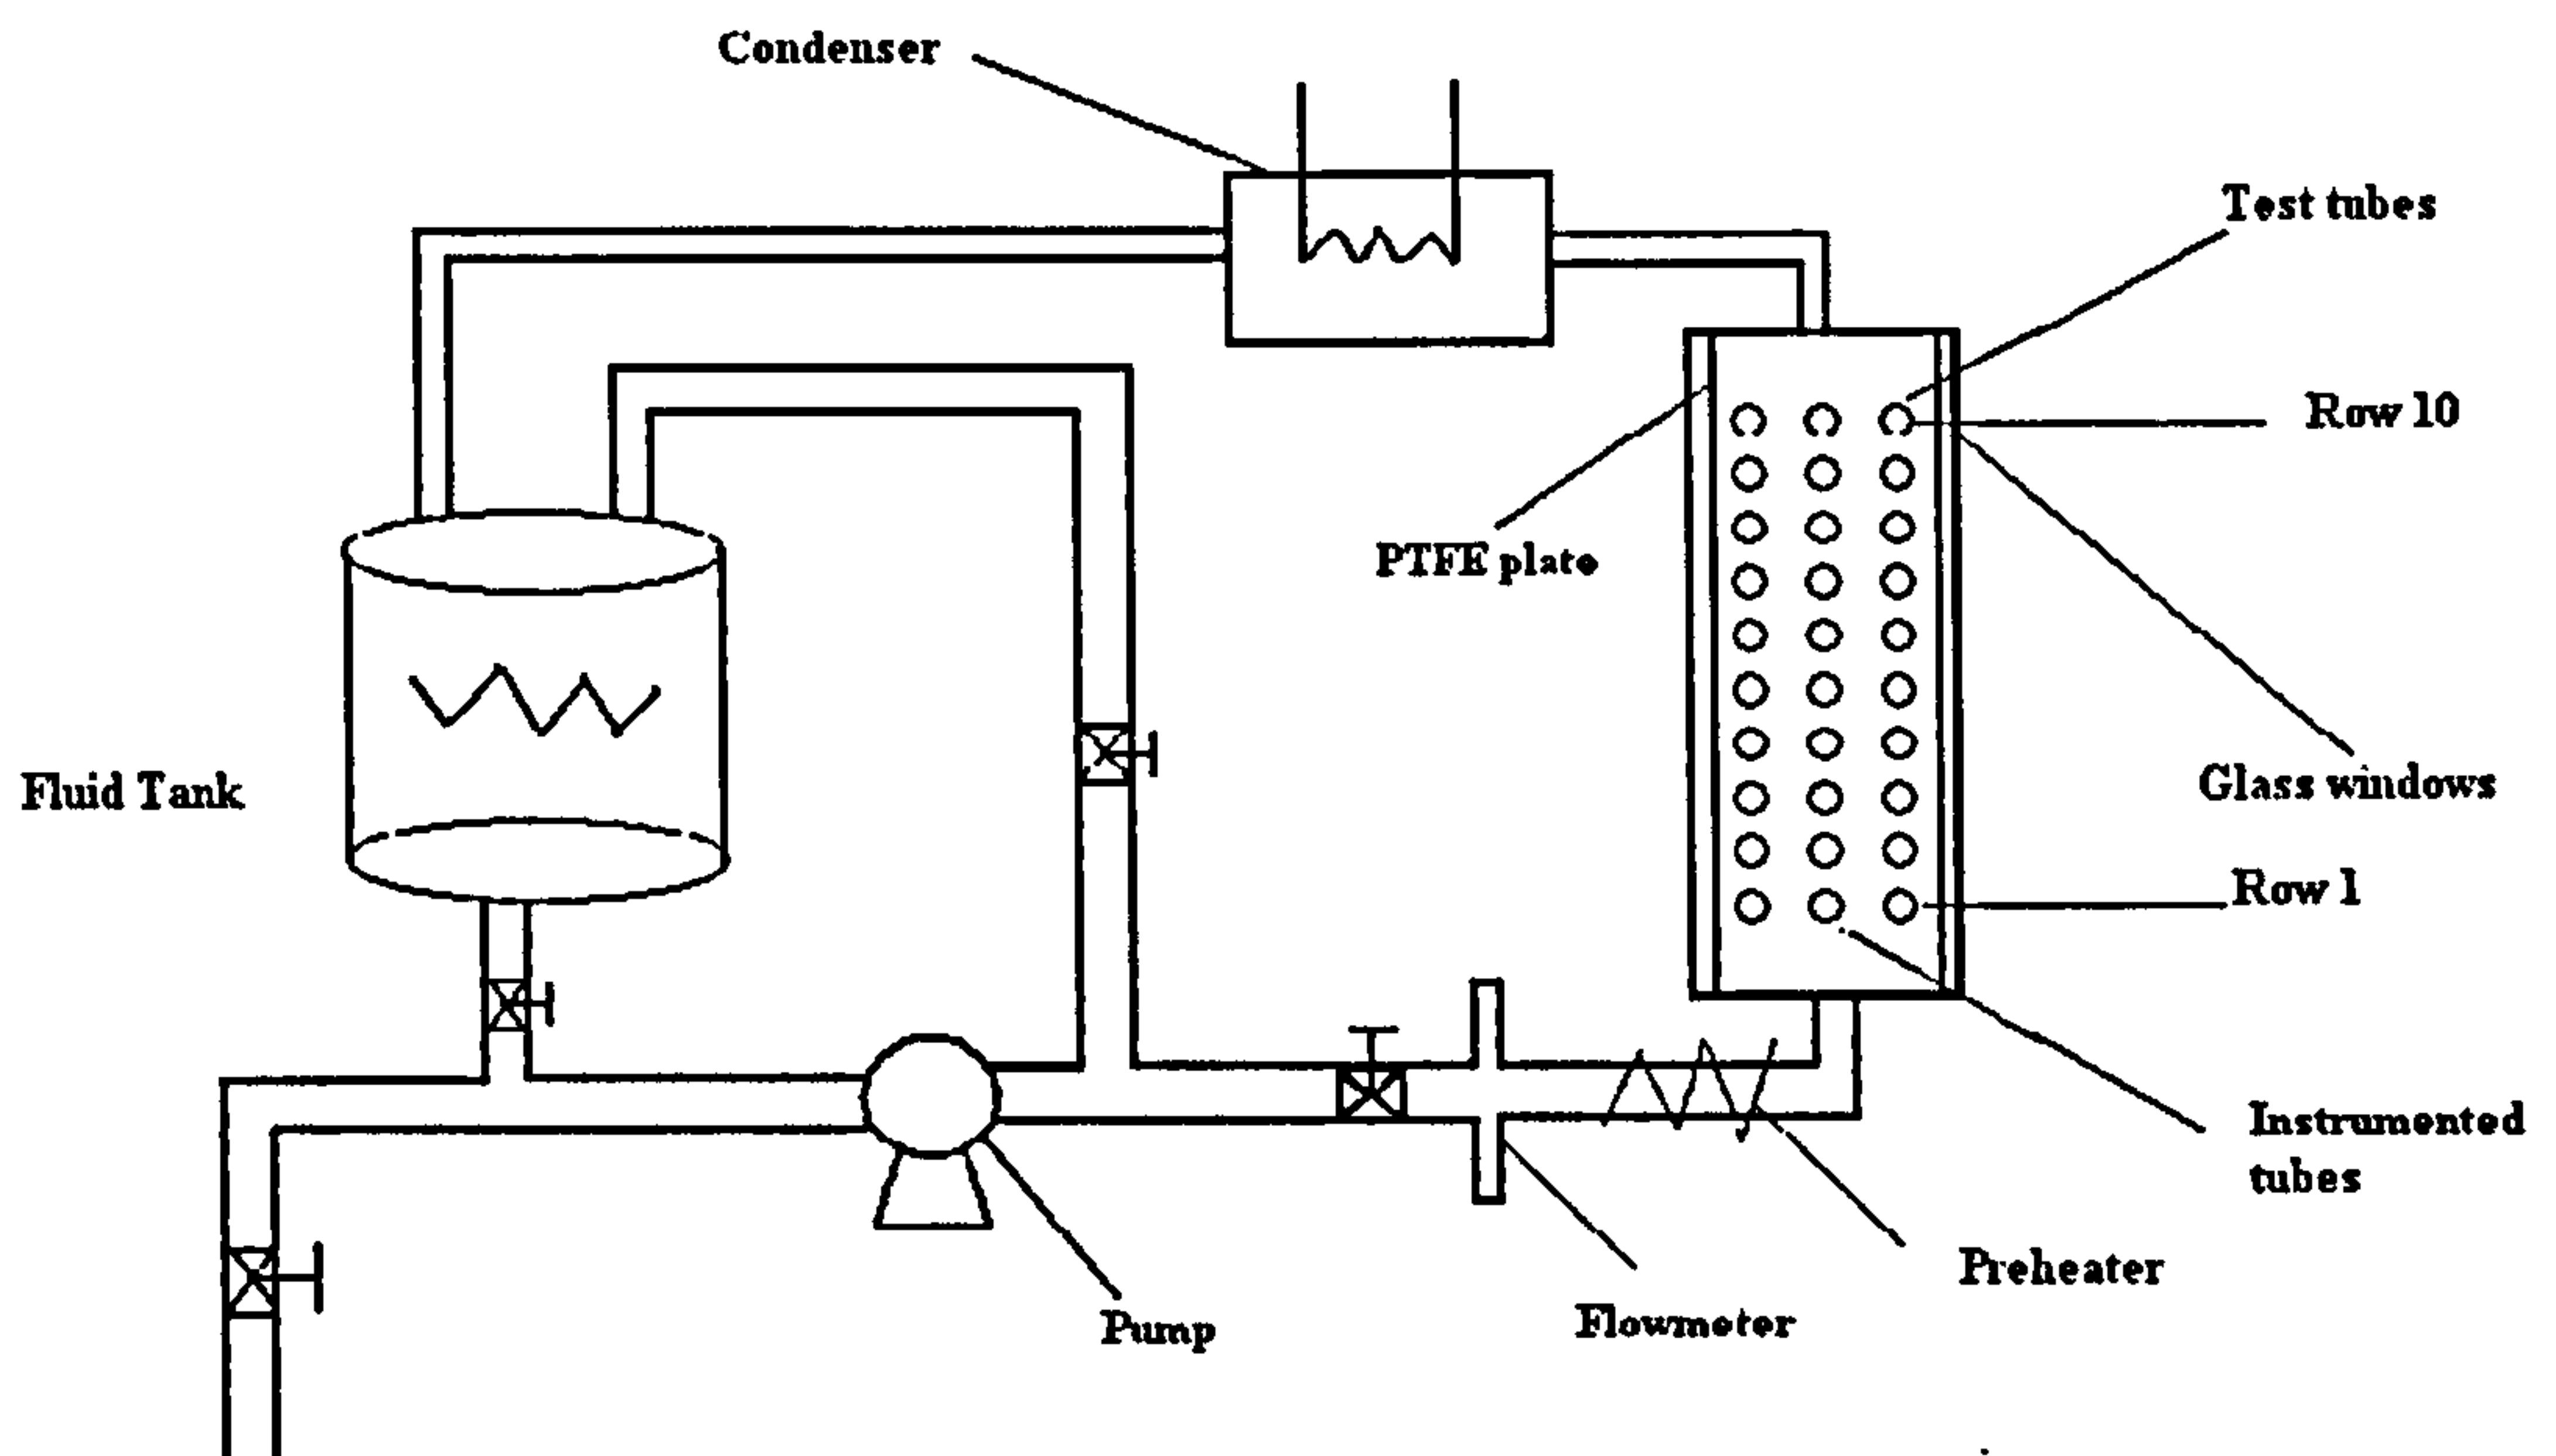 Condenser
Test tubes
Row 10
PTFE plate
Glass windows
Fluid Tank
Row 1
Instrumented
tubes
Preheater
Flowmeter
Pump